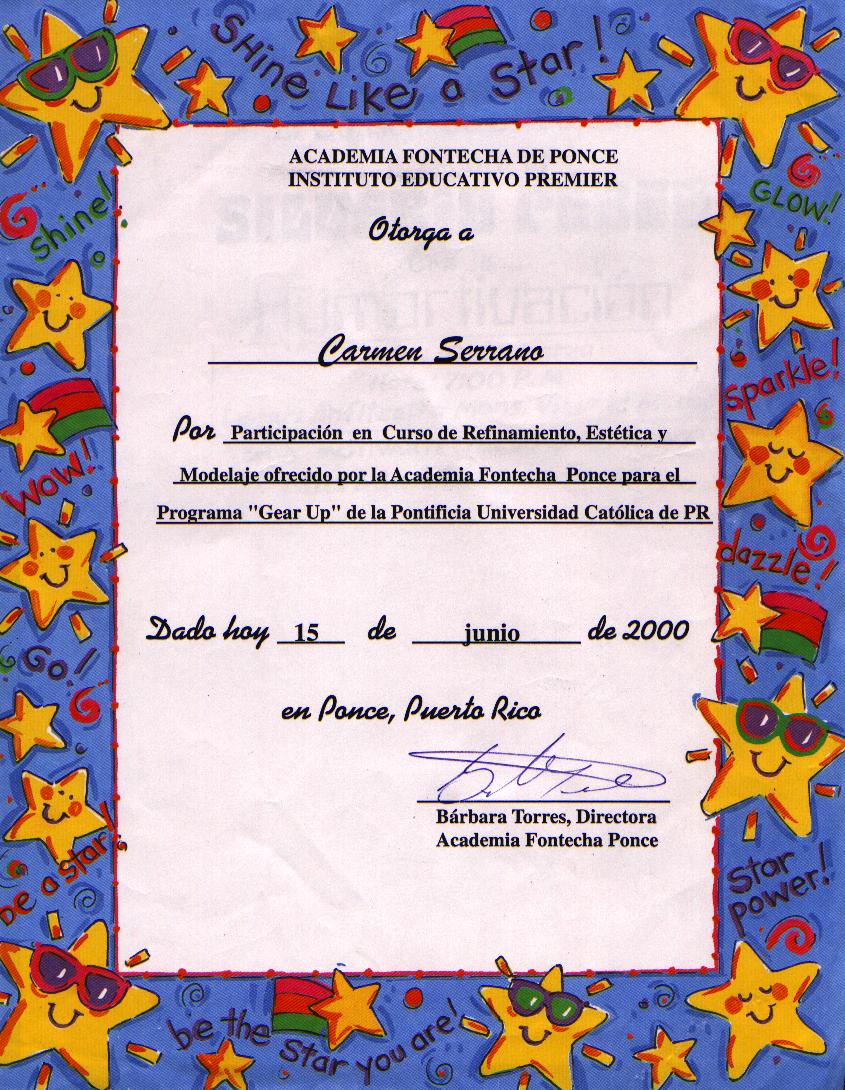 Shine Like a Star!
ACADEMIA FONTECHA DE PONCE
INSTITUTO EDUCATIVO PREMIER
Otorga a
Carmen Serrano
Por Participación en Curso de Refinamiento, Estética y
Modelaje ofrecido por la Academia Fontecha Ponce para el
Programa "Gear Up" de la Pontificia Universidad Católica de PR
Dado hoy 15 de junio de 2000
en Ponce, Puerto Rico
Bárbara Torres, Directora
Academia Fontecha Ponce
Shine!
Wow!
Go!
be a star!
GLOW!
Sparkle!
dazzle!
Star
power!
be the Star you are!